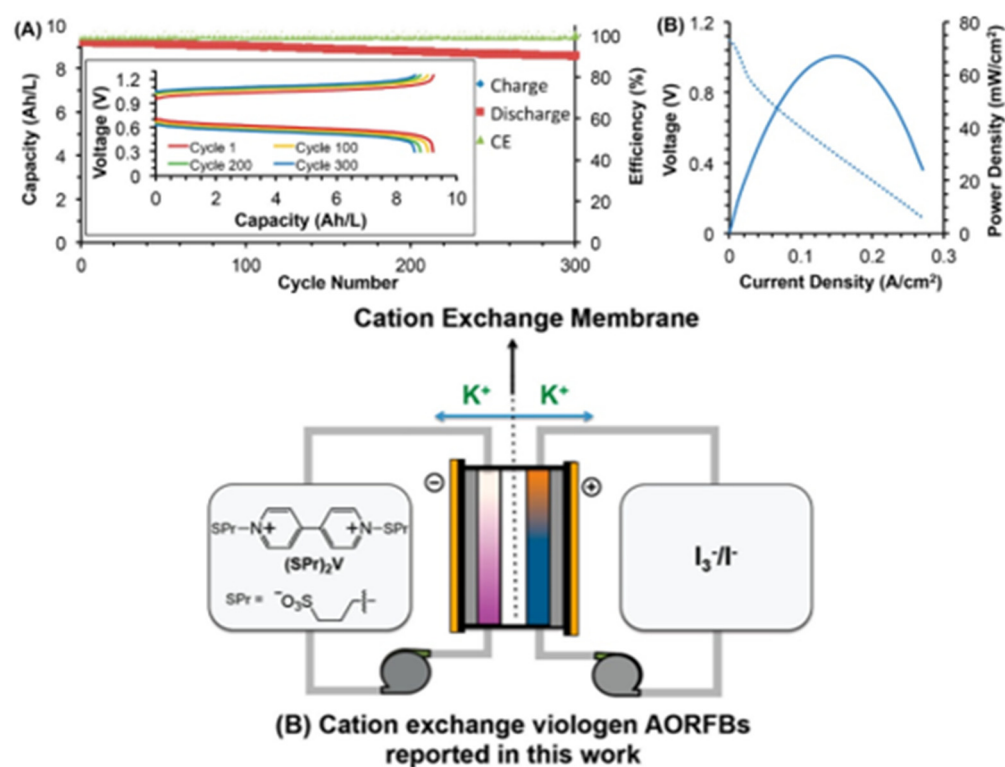 (A)
10
8
6
4
2
0
Capacity (Ah/L)
1.2
0.9
0.6
0.3
0
Voltage (V)
Cycle 1
Cycle 100
Cycle 200
Cycle 300
0 2 4 6 8 10
Capacity (Ah/L)
Charge
Discharge
CE
100
80
60
40
20
0
Efficiency (%)
0 100 200 300
Cycle Number
(B)
1.2
0.8
0.4
0
Voltage (V)
80
60
40
20
0
Power Density (mW/cm²)
0 0.1 0.2 0.3
Current Density (A/cm²)
Cation Exchange Membrane
K⁺ K⁺
− +
SPr–N+ +N–SPr
(SPr)₂V
SPr = ⁻O₃S
I₃⁻/I⁻
(B) Cation exchange viologen AORFBs
reported in this work